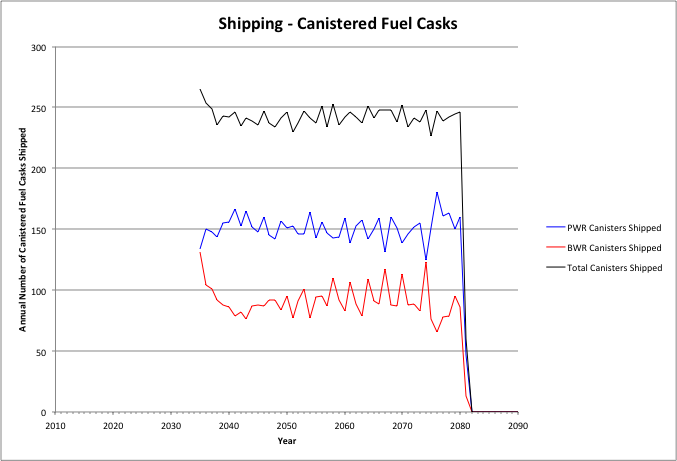 Shipping - Canistered Fuel Casks
Annual Number of Canistered Fuel Casks Shipped
300
250
200
150
100
50
0
2010 2020 2030 2040 2050 2060 2070 2080 2090
Year
PWR Canisters Shipped
BWR Canisters Shipped
Total Canisters Shipped